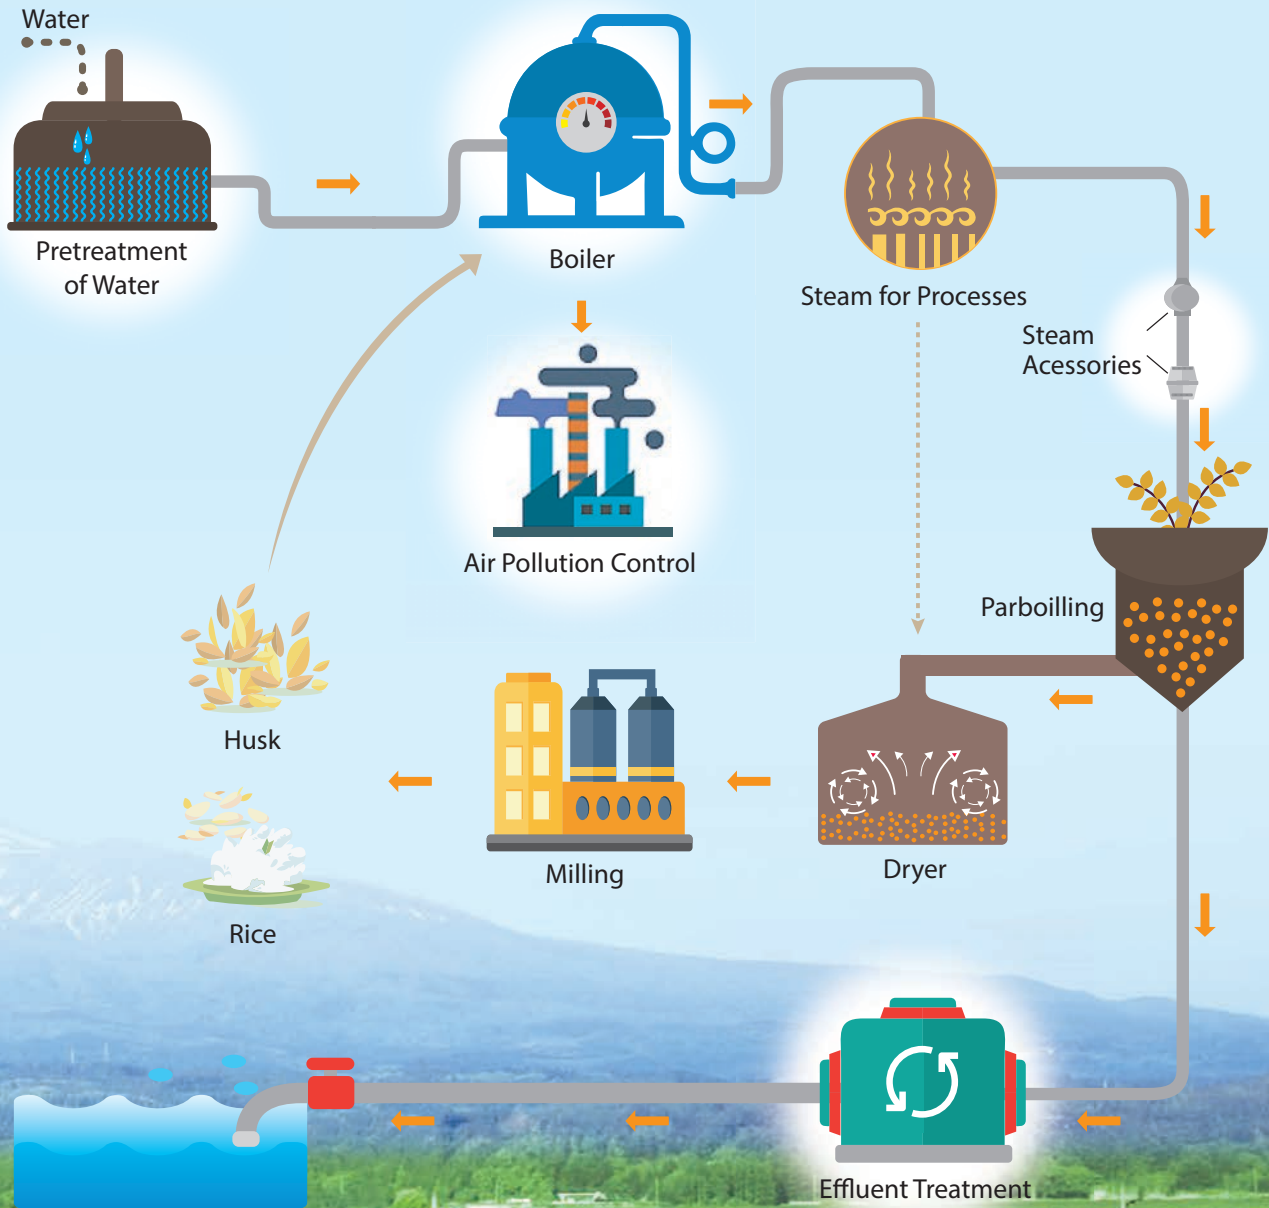 Water
Pretreatment
of Water
Boiler
Steam for Processes
Steam
Acessories
Air Pollution Control
Parboilling
Husk
Milling
Dryer
Rice
Effluent Treatment